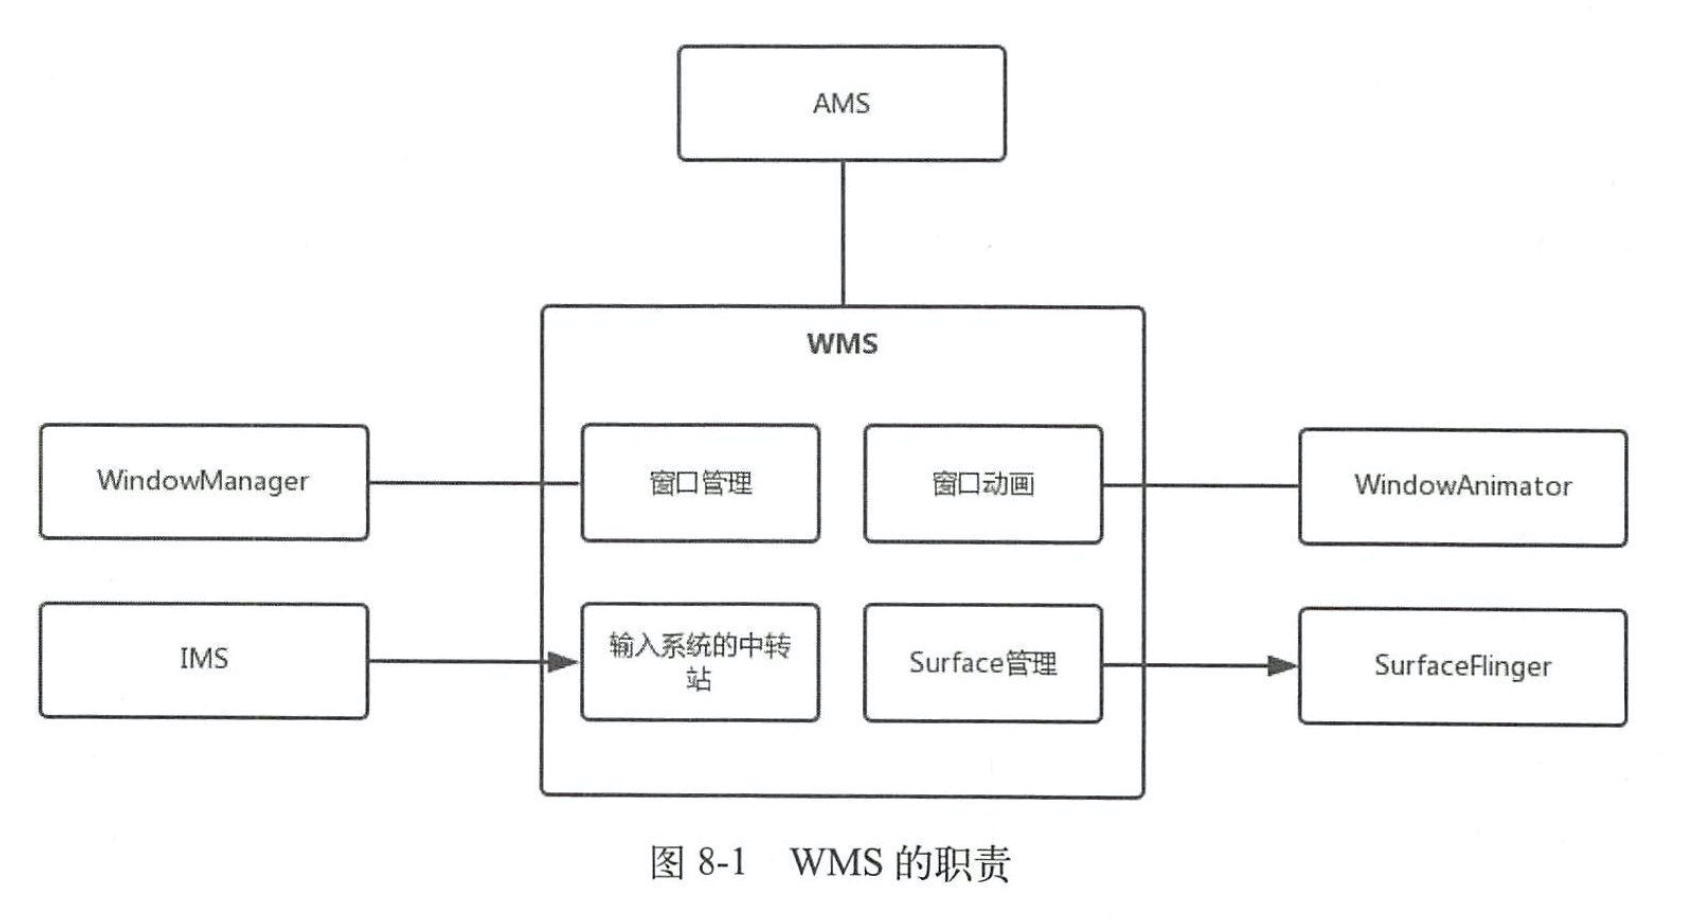 AMS
WMS
WindowManager
窗口管理
窗口动画
WindowAnimator
IMS
输入系统的中转
站
Surface管理
SurfaceFlinger
图 8-1 WMS 的职责